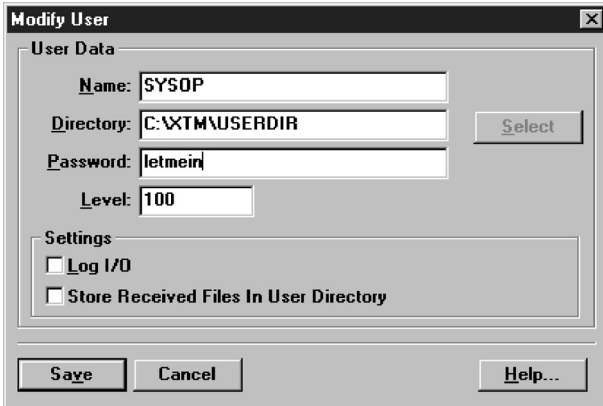 Modify User
User Data
Name: SYSOP
Directory: C:\XTM\USERDIR
Select
Password: letmein
Level: 100
Settings
Log I/O
Store Received Files In User Directory
Save Cancel Help...